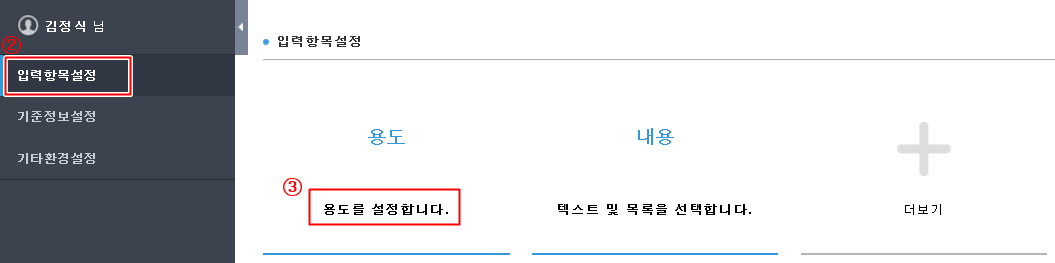 김정식 님
②
입력항목설정
기준정보설정
기타환경설정
입력항목설정
용도
③
용도를 설정합니다.
내용
텍스트 및 목록을 선택합니다.
더보기